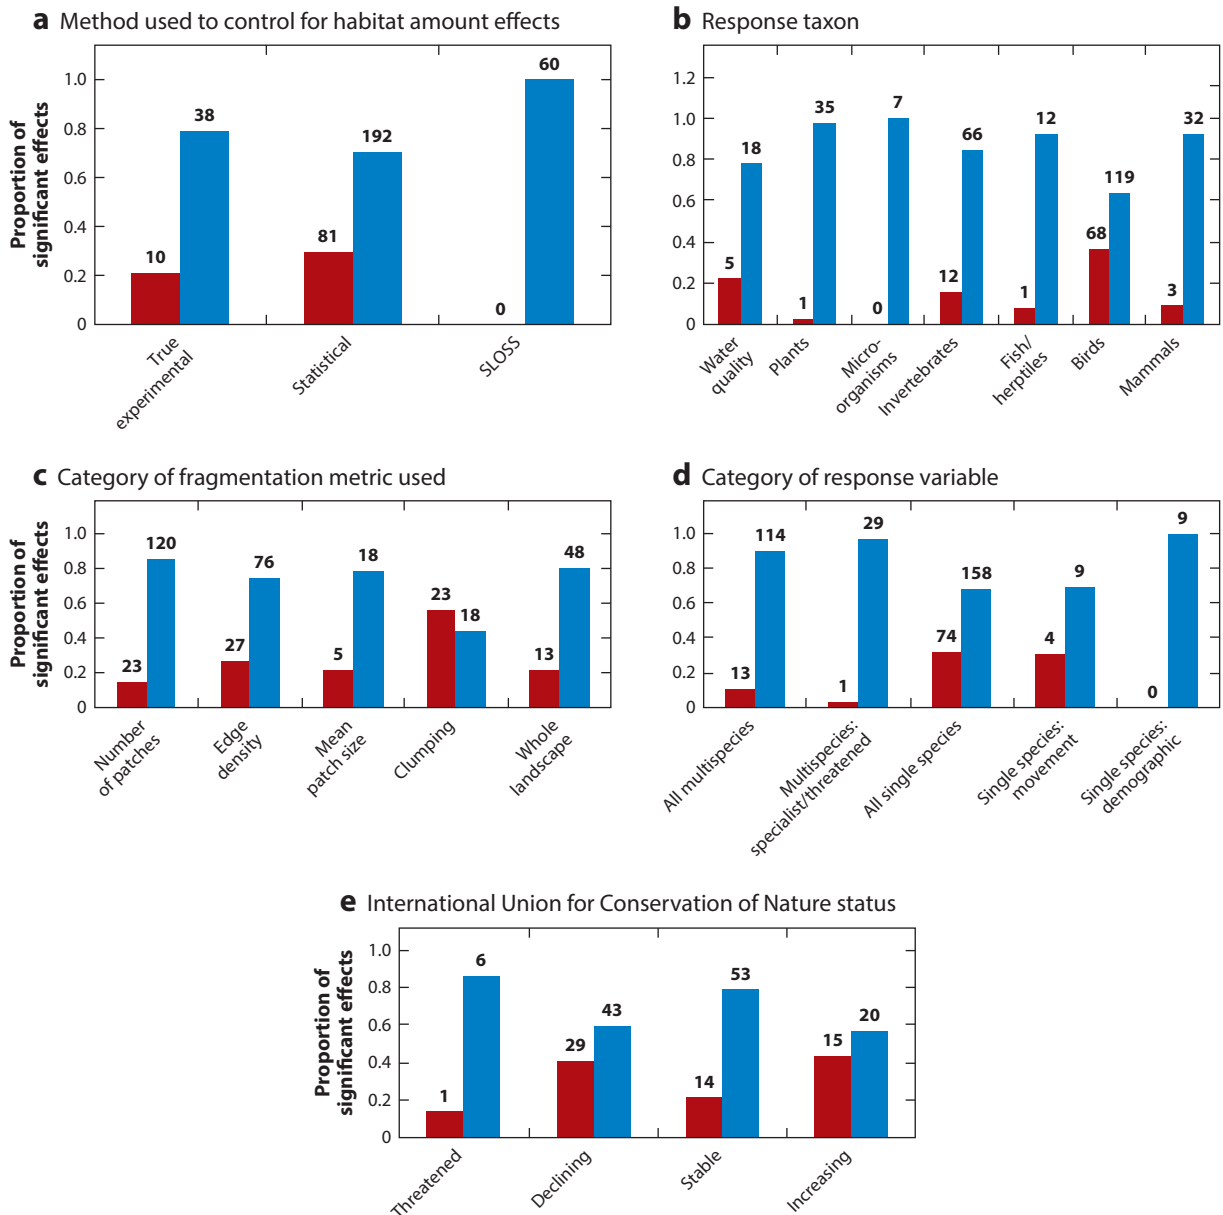 a Method used to control for habitat amount effects
Proportion of
significant effects
1.0
0.8
0.6
0.4
0.2
0
10
38
81
192
0
60
True
experimental
Statistical
SLOSS
b Response taxon
1.2
1.0
0.8
0.6
0.4
0.2
0
5
18
1
35
0
7
12
66
1
12
68
119
3
32
Water
quality
Plants
Micro-
organisms
Invertebrates
Fish/
herptiles
Birds
Mammals
c Category of fragmentation metric used
Proportion of
significant effects
1.0
0.8
0.6
0.4
0.2
0
23
120
27
76
5
18
23
18
13
48
Number
of patches
Edge
density
Mean
patch size
Clumping
Whole
landscape
d Category of response variable
1.0
0.8
0.6
0.4
0.2
0
13
114
1
29
74
158
4
9
0
9
All multispecies
Multispecies:
specialist/threatened
All single species
Single species:
movement
Single species:
demographic
e International Union for Conservation of Nature status
Proportion of
significant effects
1.0
0.8
0.6
0.4
0.2
0
1
6
29
43
14
53
15
20
Threatened
Declining
Stable
Increasing